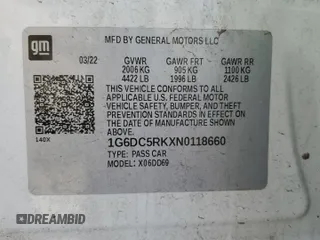 gm
MFD BY GENERAL MOTORS LLC
03/22 GVWR GAWR FRT GAWR RR
2006 KG 905 KG 1100 KG
4422 LB 1996 LB 2426 LB
THIS VEHICLE CONFORMS TO ALL
APPLICABLE U.S. FEDERAL MOTOR
VEHICLE SAFETY, BUMPER, AND THEFT
PREVENTION STANDARDS IN EFFECT ON
THE DATE OF MANUFACTURE SHOWN ABOVE.
140X
1G6DC5RKXN0118660
TYPE: PASS CAR
MODEL: X06DD69
DREAMBID